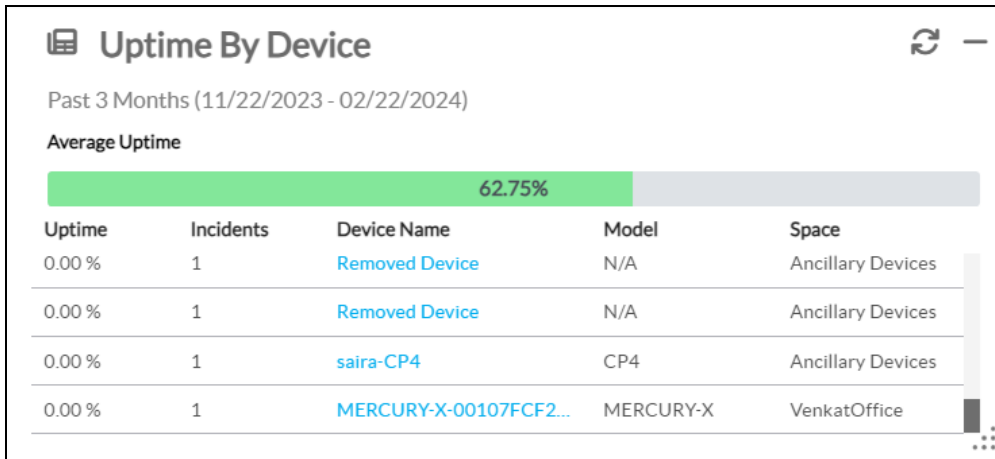 Uptime By Device
Past 3 Months (11/22/2023 - 02/22/2024)
Average Uptime
62.75%
Uptime Incidents Device Name Model Space
0.00 % 1 Removed Device N/A Ancillary Devices
0.00 % 1 Removed Device N/A Ancillary Devices
0.00 % 1 saira-CP4 CP4 Ancillary Devices
0.00 % 1 MERCURY-X-00107FCF2... MERCURY-X VenkatOffice